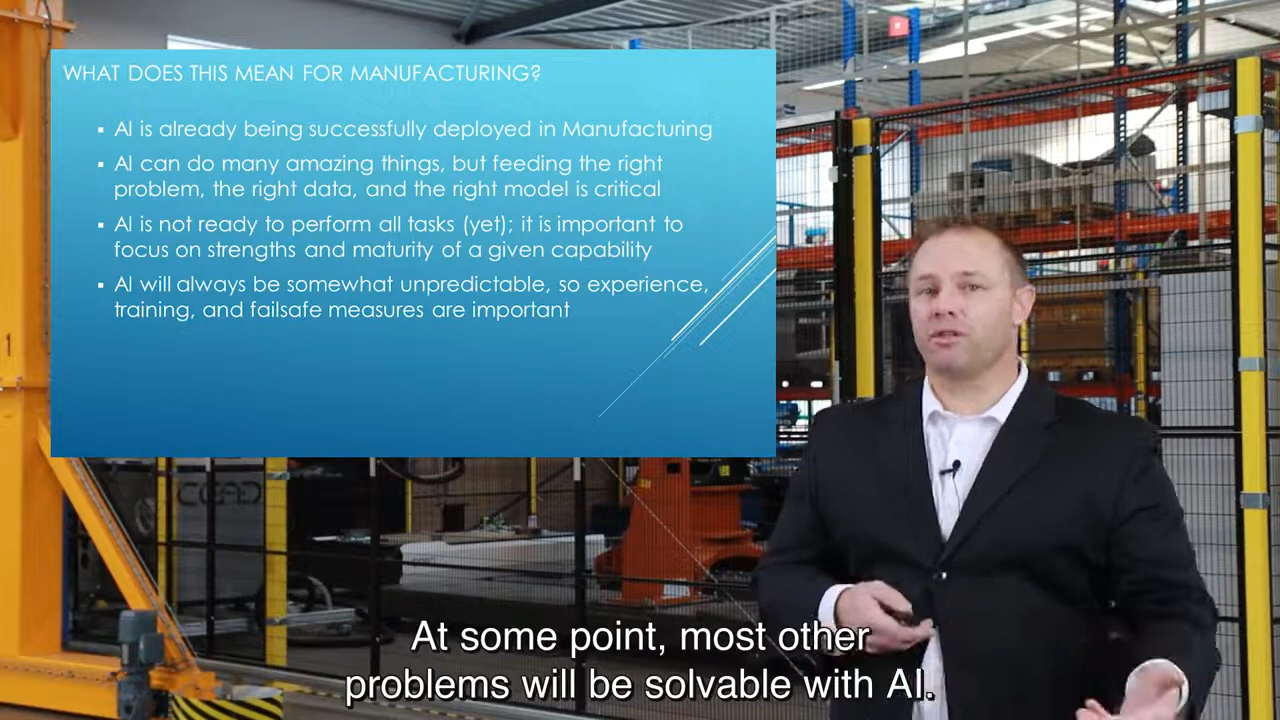 WHAT DOES THIS MEAN FOR MANUFACTURING?
▪ AI is already being successfully deployed in Manufacturing
▪ AI can do many amazing things, but feeding the right
problem, the right data, and the right model is critical
▪ AI is not ready to perform all tasks (yet); it is important to
focus on strengths and maturity of a given capability
▪ AI will always be somewhat unpredictable, so experience,
training, and failsafe measures are important
At some point, most other
problems will be solvable with AI.